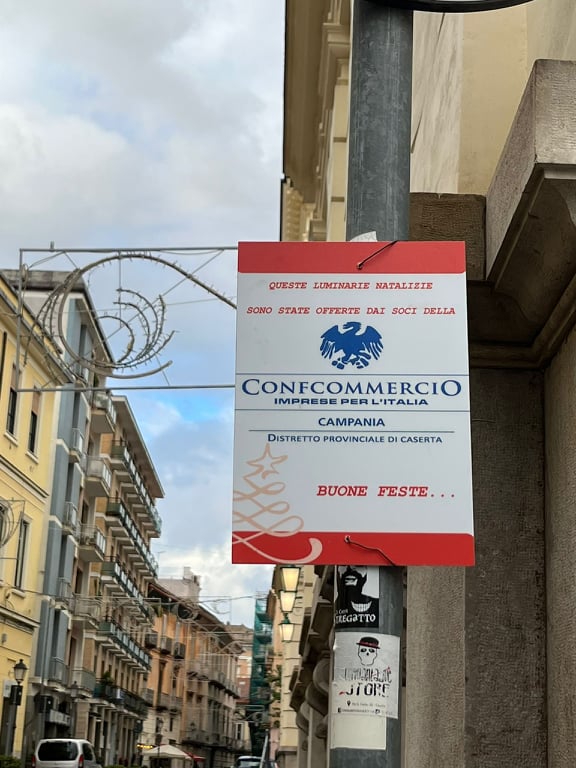 QUESTE LUMINARIE NATALIZIE
SONO STATE OFFERTE DAI SOCI DELLA
CONFCOMMERCIO
IMPRESE PER L'ITALIA
CAMPANIA
DISTRETTO PROVINCIALE DI CASERTA
BUONE FESTE...
STORE